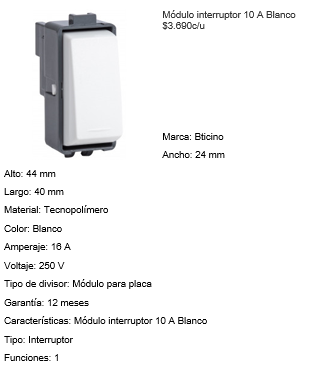 Módulo interruptor 10 A Blanco
$3.690c/u
Marca: Bticino
Ancho: 24 mm
Alto: 44 mm
Largo: 40 mm
Material: Tecnopolímero
Color: Blanco
Amperaje: 16 A
Voltaje: 250 V
Tipo de divisor: Módulo para placa
Garantía: 12 meses
Características: Módulo interruptor 10 A Blanco
Tipo: Interruptor
Funciones: 1